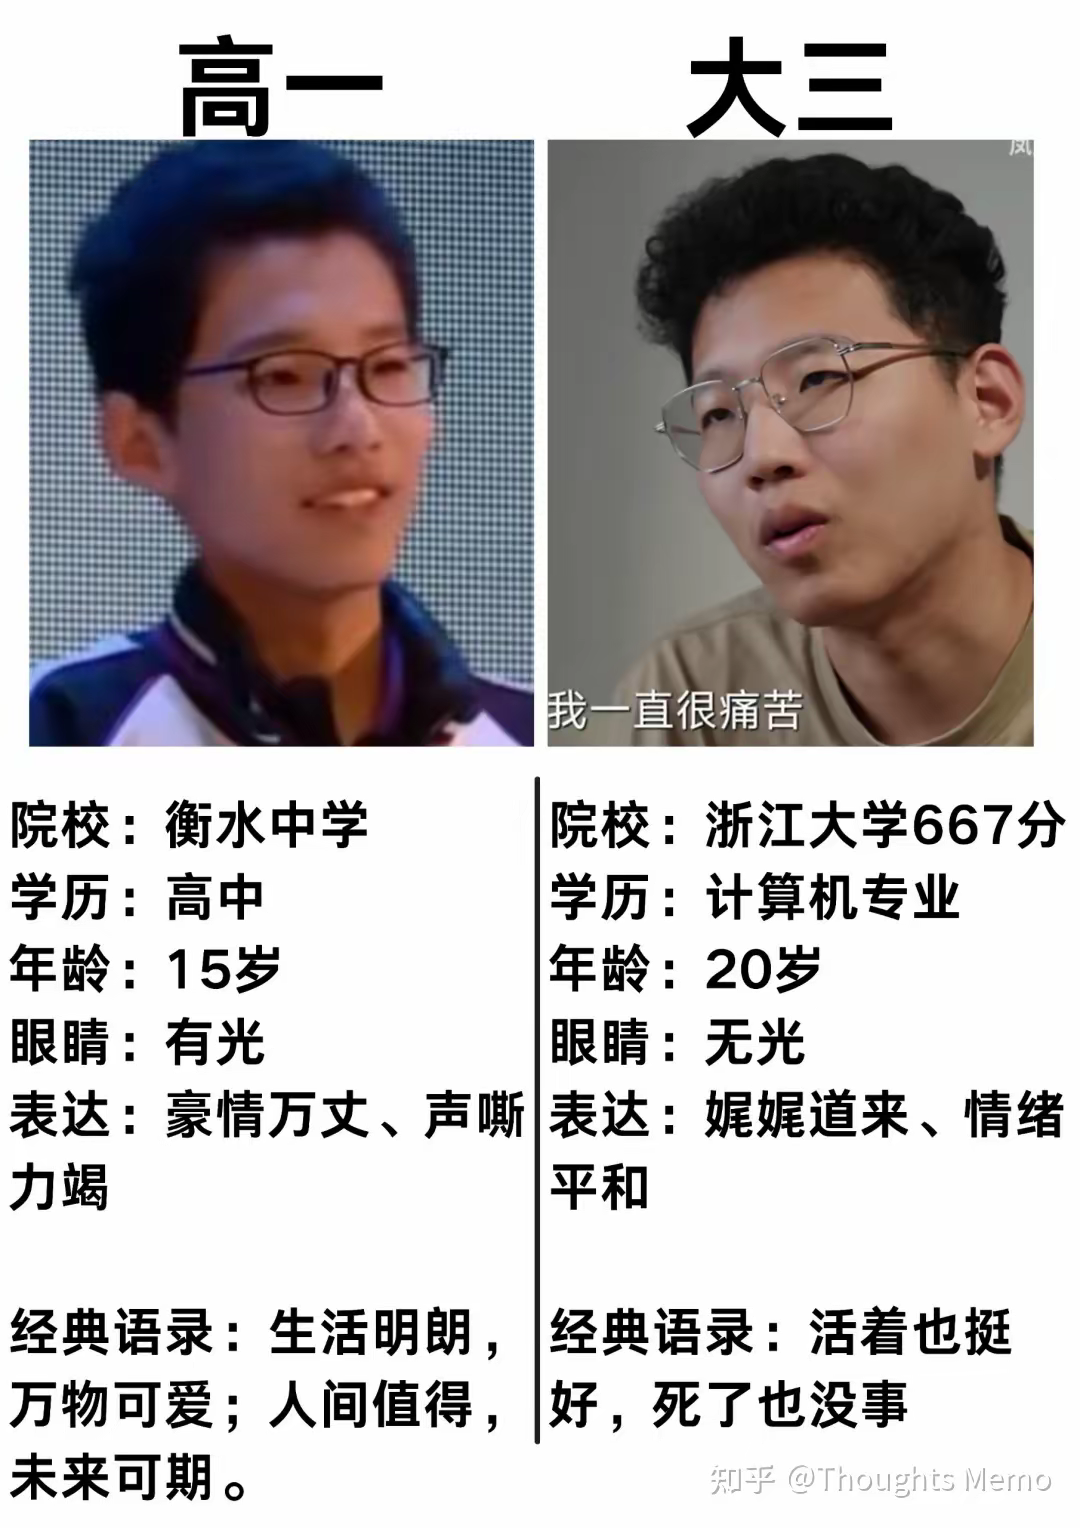 高一
大三
凤
我一直很痛苦
院校：衡水中学
学历：高中
年龄：15岁
眼睛：有光
表达：豪情万丈、声嘶
力竭
经典语录：生活明朗，
万物可爱；人间值得，
未来可期。
院校：浙江大学667分
学历：计算机专业
年龄：20岁
眼睛：无光
表达：娓娓道来、情绪
平和
经典语录：活着也挺
好，死了也没事
知乎 @Thoughts Memo